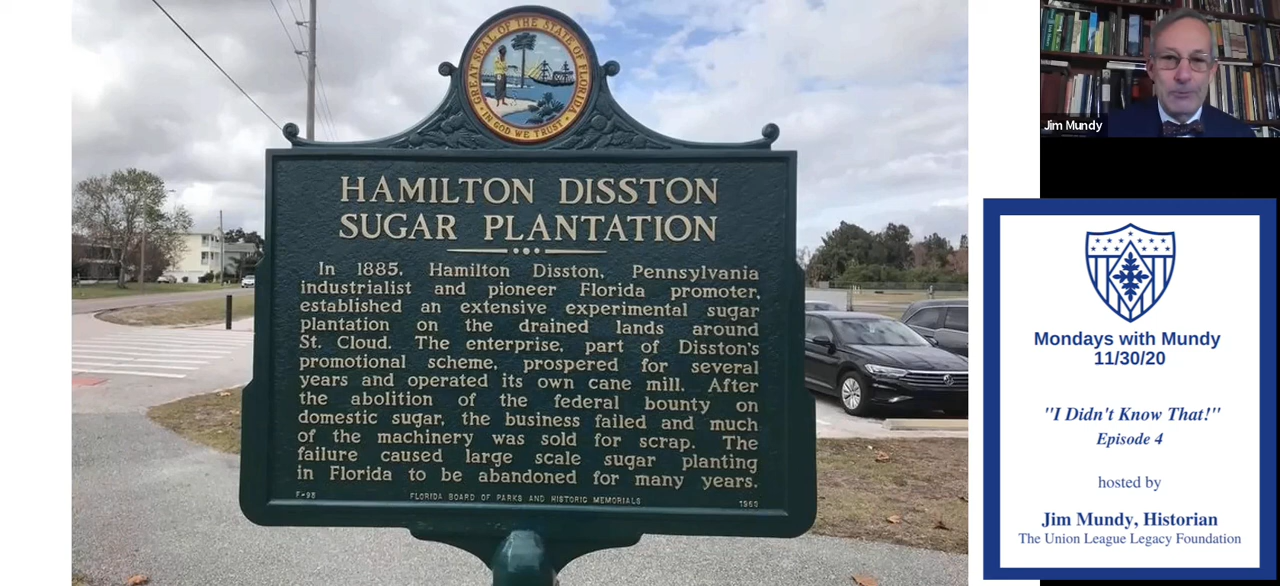 GREAT SEAL OF THE STATE OF FLORIDA
IN GOD WE TRUST
HAMILTON DISSTON
SUGAR PLANTATION
In 1885, Hamilton Disston, Pennsylvania
industrialist and pioneer Florida promoter,
established an extensive experimental sugar
plantation on the drained lands around
St. Cloud. The enterprise, part of Disston's
promotional scheme, prospered for several
years and operated its own cane mill. After
the abolition of the federal bounty on
domestic sugar, the business failed and much
of the machinery was sold for scrap. The
failure caused large scale sugar planting
in Florida to be abandoned for many years.
F-98 FLORIDA BOARD OF PARKS AND HISTORIC MEMORIALS 1960
Jim Mundy
Mondays with Mundy
11/30/20
"I Didn't Know That!"
Episode 4
hosted by
Jim Mundy, Historian
The Union League Legacy Foundation